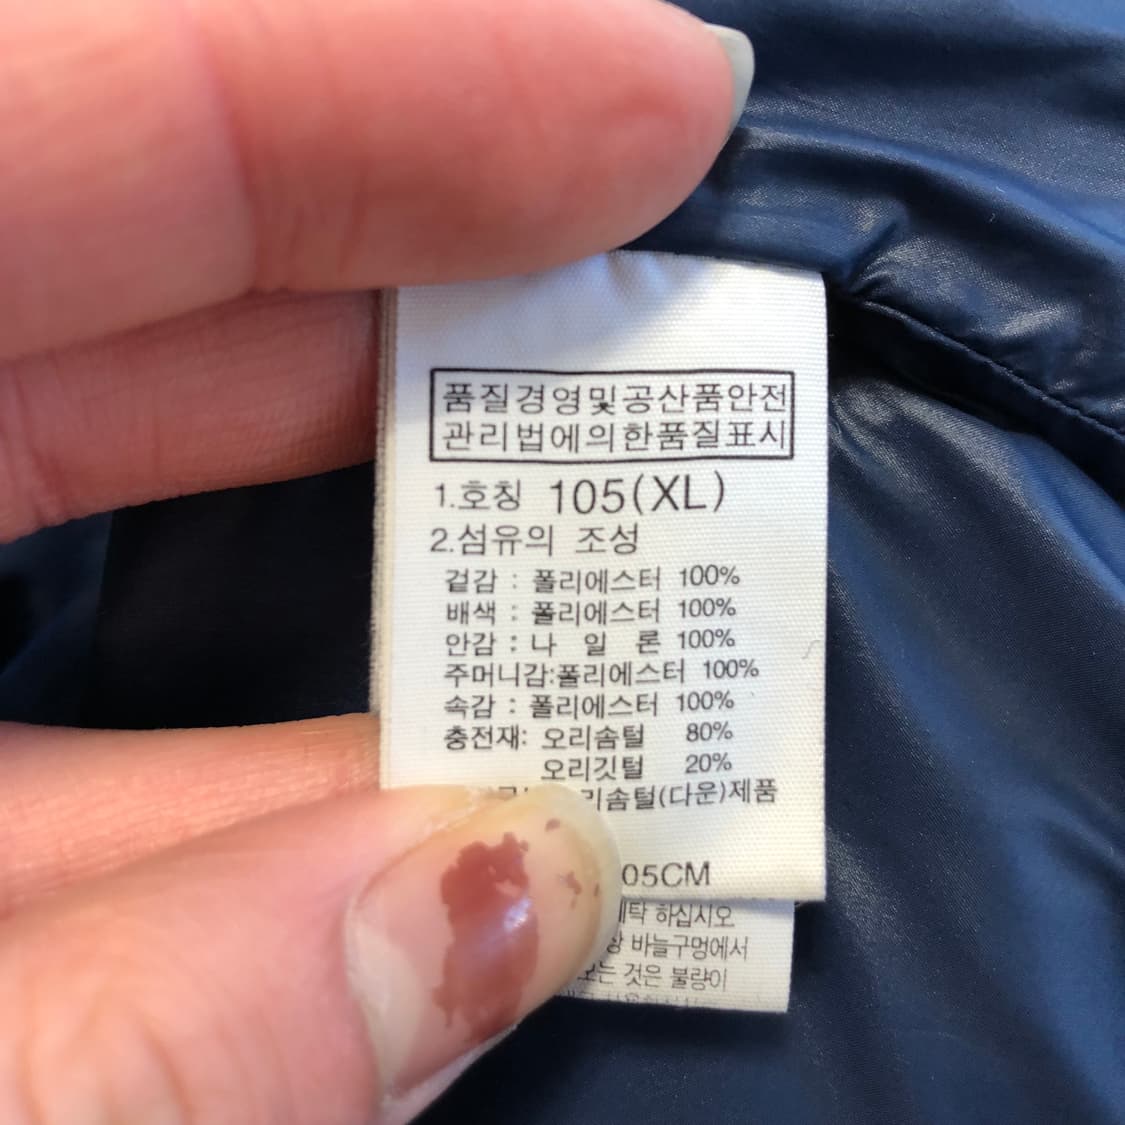 품질경영및공산품안전
관리법에의한품질표시
1.호칭 105(XL)
2.섬유의 조성
겉감 : 폴리에스터 100%
배색 : 폴리에스터 100%
안감 : 나 일 론 100%
주머니감:폴리에스터 100%
속감 : 폴리에스터 100%
충전재: 오리솜털 80%
오리깃털 20%
리솜털(다운)제품
05CM
하십시오
바늘구멍에서
것은 불량이